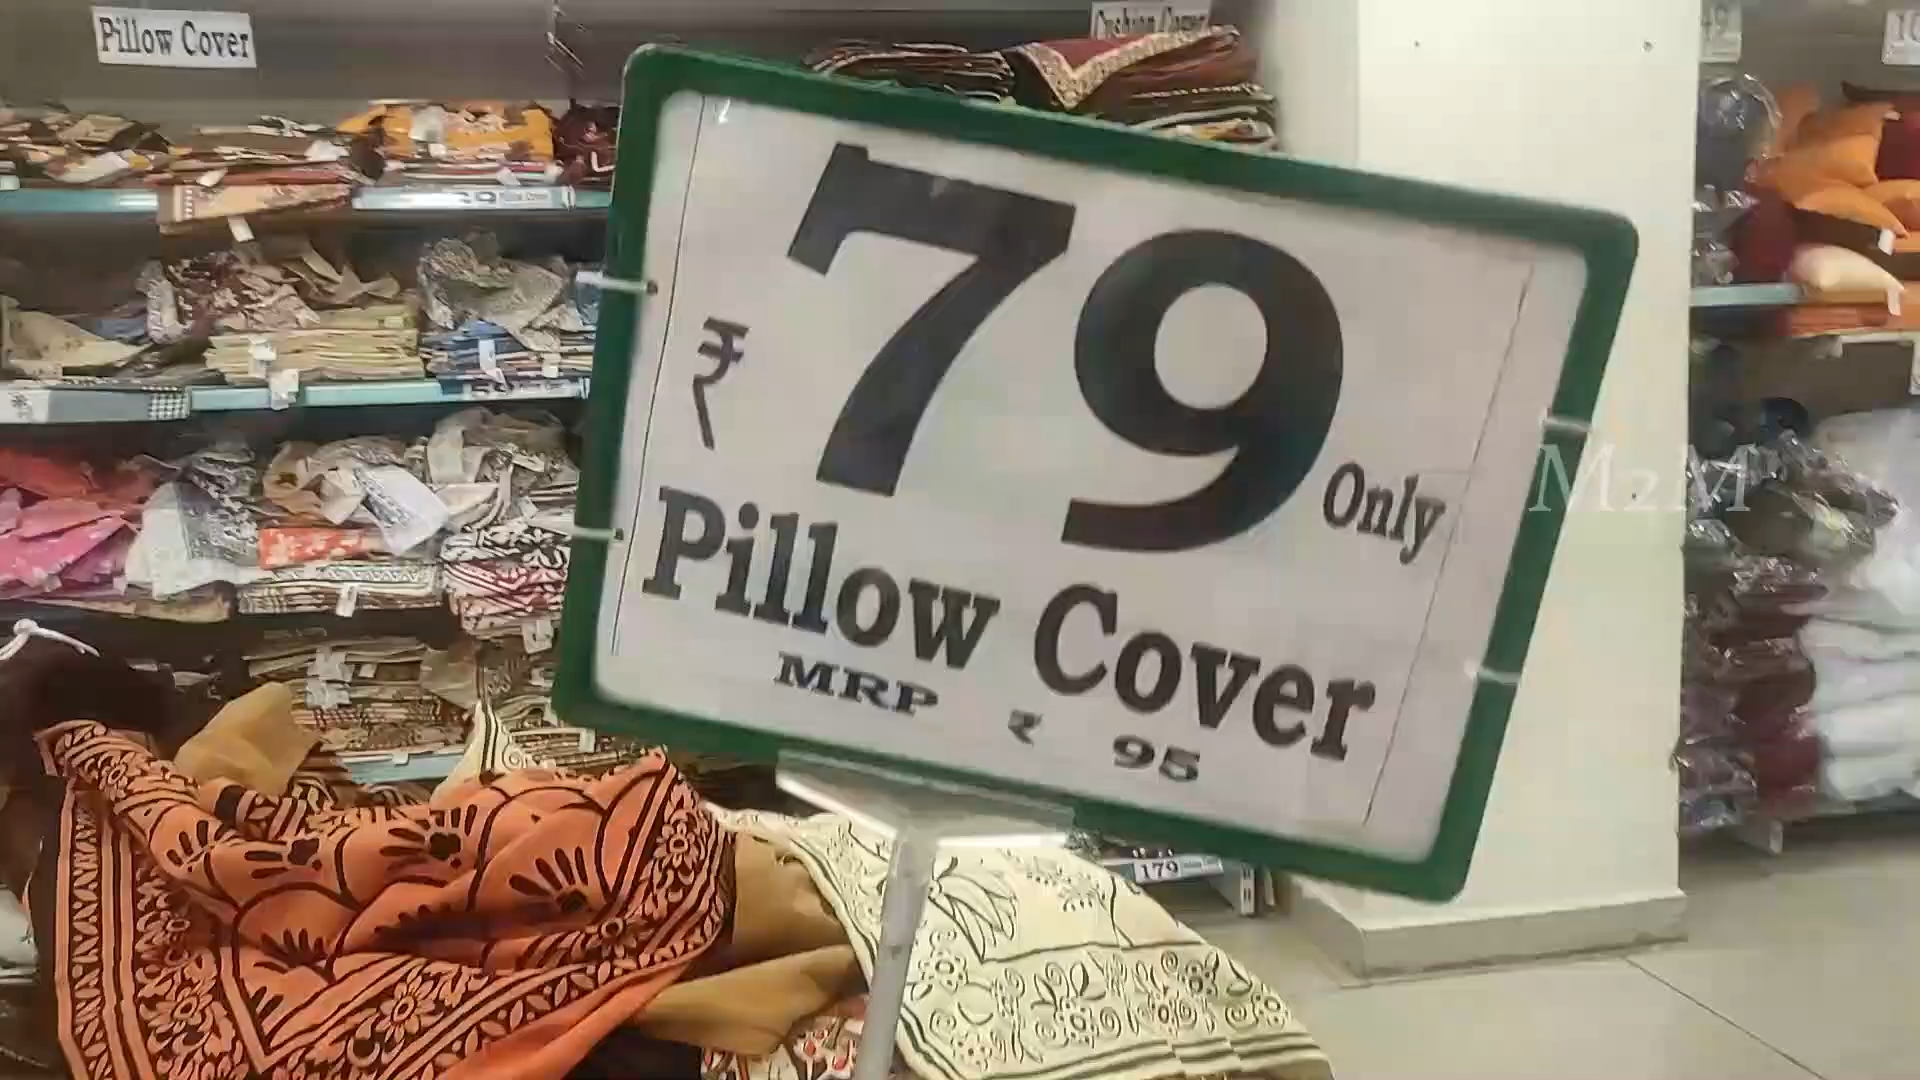 Pillow Cover
Cushion Cover
₹ 79 Only
Pillow Cover
MRP ₹ 95
M2M
179